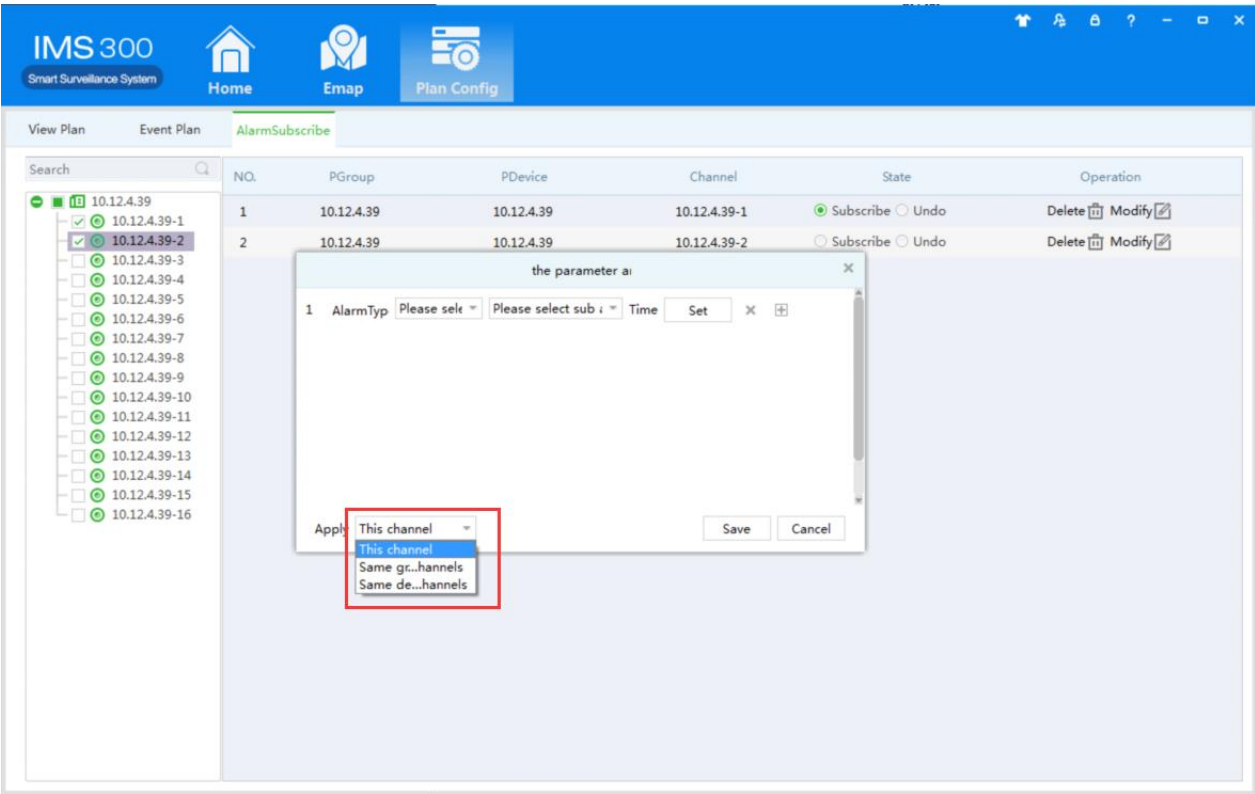 IMS 300
Smart Surveillance System
Home
Emap
Plan Config
?
View Plan
Event Plan
AlarmSubscribe
Search
NO. PGroup PDevice Channel State Operation
10.12.4.39
10.12.4.39-1
10.12.4.39-2
10.12.4.39-3
10.12.4.39-4
10.12.4.39-5
10.12.4.39-6
10.12.4.39-7
10.12.4.39-8
10.12.4.39-9
10.12.4.39-10
10.12.4.39-11
10.12.4.39-12
10.12.4.39-13
10.12.4.39-14
10.12.4.39-15
10.12.4.39-16
1 10.12.4.39 10.12.4.39 10.12.4.39-1 Subscribe Undo Delete Modify
2 10.12.4.39 10.12.4.39 10.12.4.39-2 Subscribe Undo Delete Modify
the parameter
1 AlarmTyp Please sele Please select sub Time Set
Apply This channel Save Cancel
This channel
Same gr...hannels
Same de...hannels